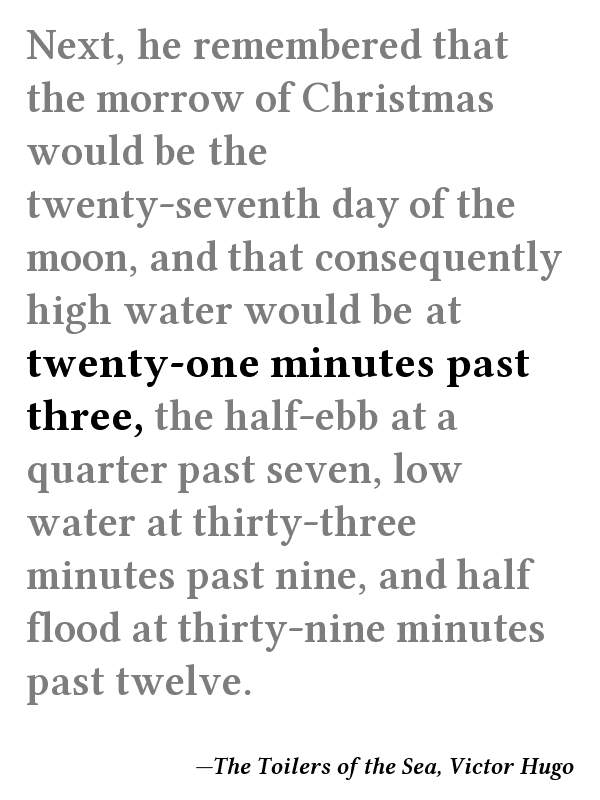 Next, he remembered that
the morrow of Christmas
would be the
twenty-seventh day of the
moon, and that consequently
high water would be at
twenty-one minutes past
three, the half-ebb at a
quarter past seven, low
water at thirty-three
minutes past nine, and half
flood at thirty-nine minutes
past twelve.
—The Toilers of the Sea, Victor Hugo